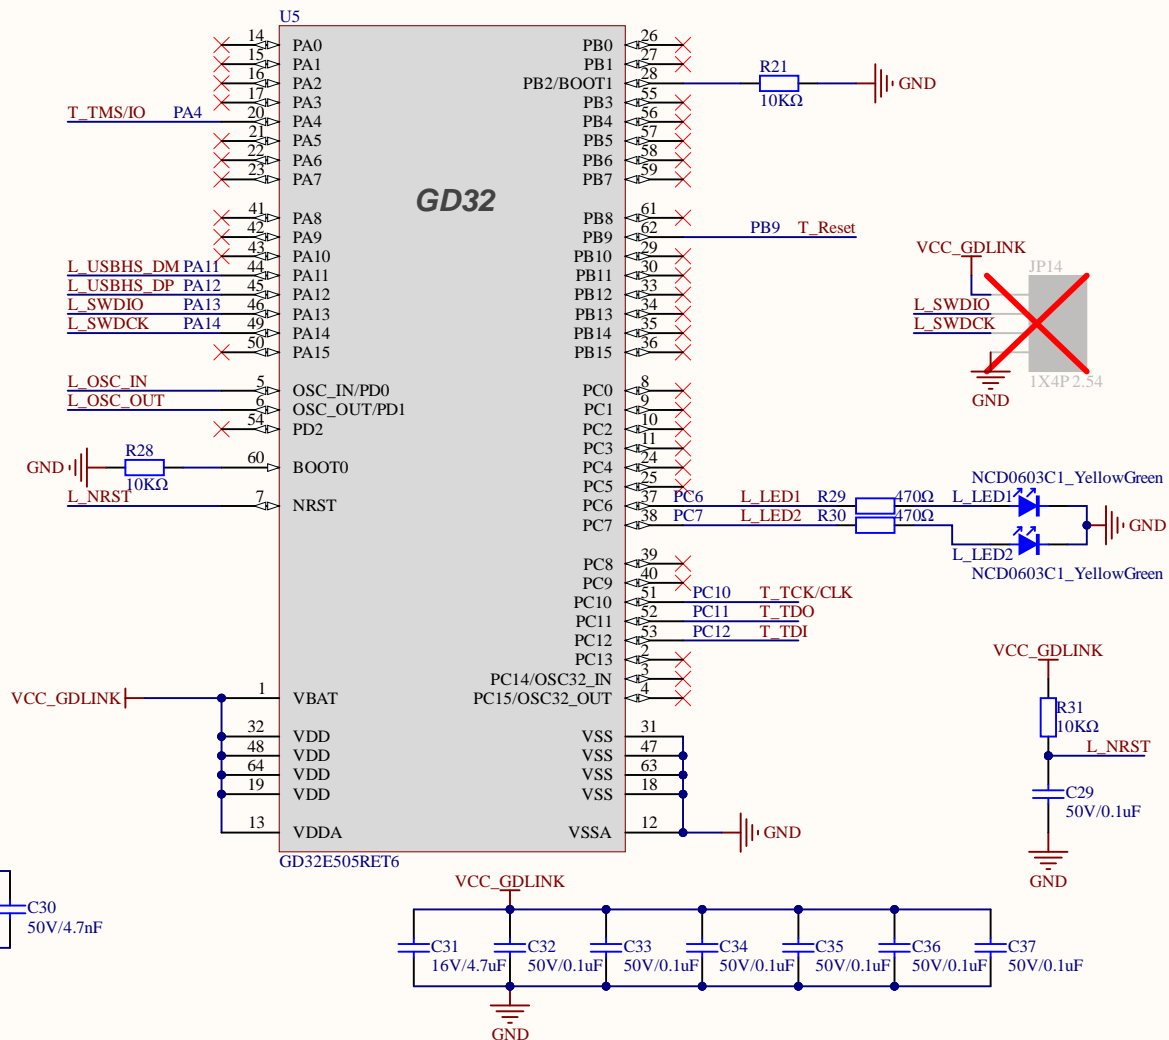 U5
GD32
14 PA0
15 PA1
16 PA2
17 PA3
T_TMS/IO PA4 20 PA4
21 PA5
22 PA6
23 PA7
41 PA8
42 PA9
43 PA10
L_USBHS_DM PA11 44 PA11
L_USBHS_DP PA12 45 PA12
L_SWDIO PA13 46 PA13
L_SWDCK PA14 49 PA14
50 PA15
L_OSC_IN 5 OSC_IN/PD0
L_OSC_OUT 6 OSC_OUT/PD1
54 PD2
GND R28 10KΩ 60 BOOT0
L_NRST 7 NRST
VCC_GDLINK 1 VBAT
32 VDD
48 VDD
64 VDD
19 VDD
13 VDDA
GD32E505RET6
PB0 26
PB1 27
PB2/BOOT1 28 R21 10KΩ GND
PB3 55
PB4 56
PB5 57
PB6 58
PB7 59
PB8 61
PB9 62 PB9 T_Reset
PB10 29
PB11 30
PB12 33
PB13 34
PB14 35
PB15 36
PC0 8
PC1 9
PC2 10
PC3 11
PC4 24
PC5 25
PC6 37 PC6 L_LED1 R29 470Ω L_LED1 NCD0603C1_YellowGreen
PC7 38 PC7 L_LED2 R30 470Ω L_LED2 NCD0603C1_YellowGreen
GND
PC8 39
PC9 40
PC10 51 PC10 T_TCK/CLK
PC11 52 PC11 T_TDO
PC12 53 PC12 T_TDI
PC13 2
PC14/OSC32_IN 3
PC15/OSC32_OUT 4
VSS 31
VSS 47
VSS 63
VSS 18
VSSA 12 GND
VCC_GDLINK
JP14
L_SWDIO
L_SWDCK
1X4P 2.54
GND
VCC_GDLINK
R31
10KΩ
L_NRST
C29
50V/0.1uF
GND
C30
50V/4.7nF
VCC_GDLINK
C31 C32 C33 C34 C35 C36 C37
16V/4.7uF 50V/0.1uF 50V/0.1uF 50V/0.1uF 50V/0.1uF 50V/0.1uF 50V/0.1uF
GND